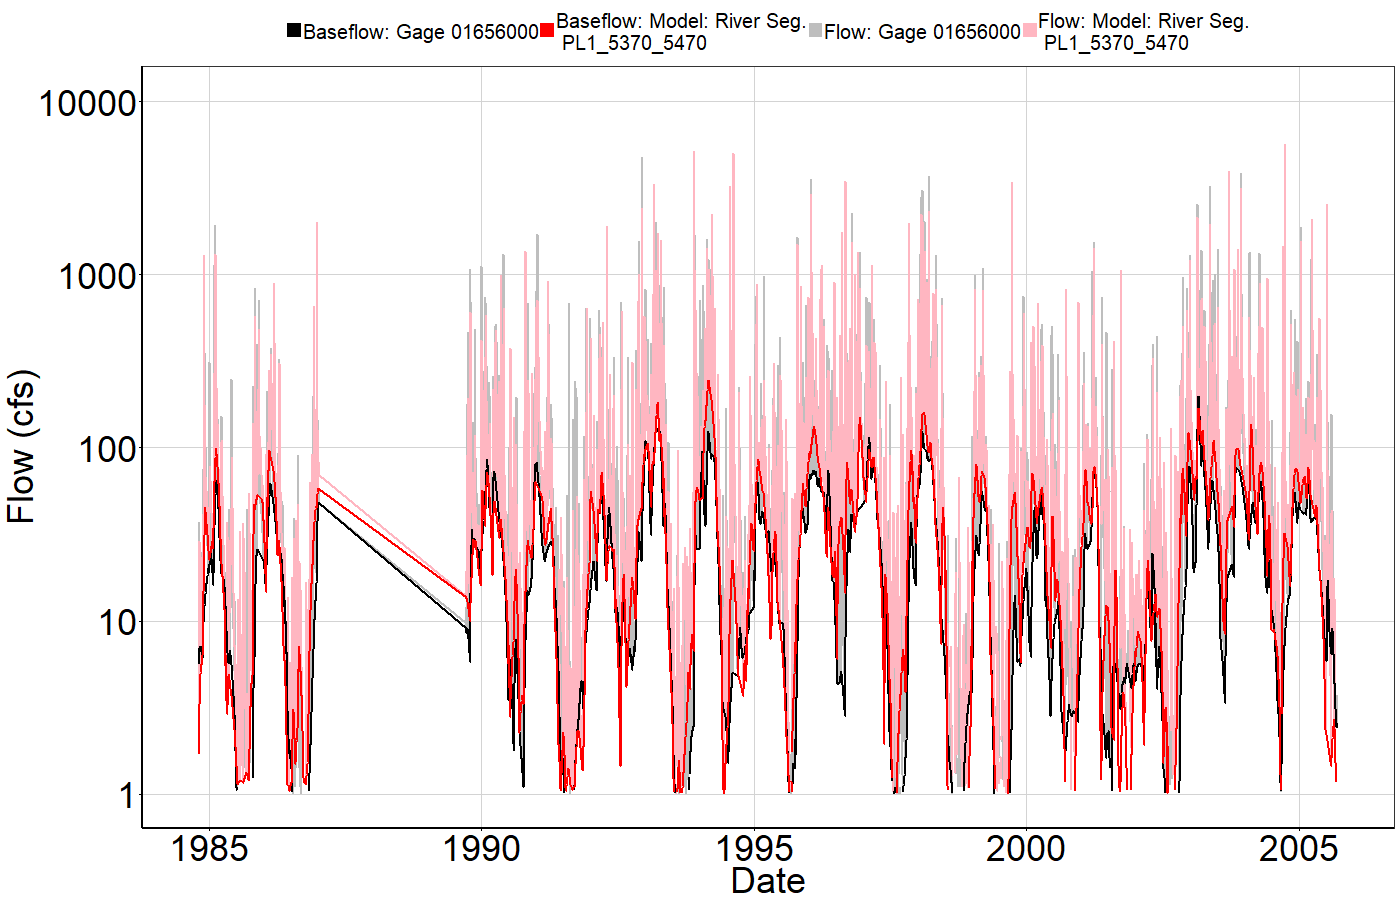 Baseflow: Gage 01656000
Baseflow: Model: River Seg.
PL1_5370_5470
Flow: Gage 01656000
Flow: Model: River Seg.
PL1_5370_5470
10000
1000
100
10
1
Flow (cfs)
1985
1990
1995
2000
2005
Date